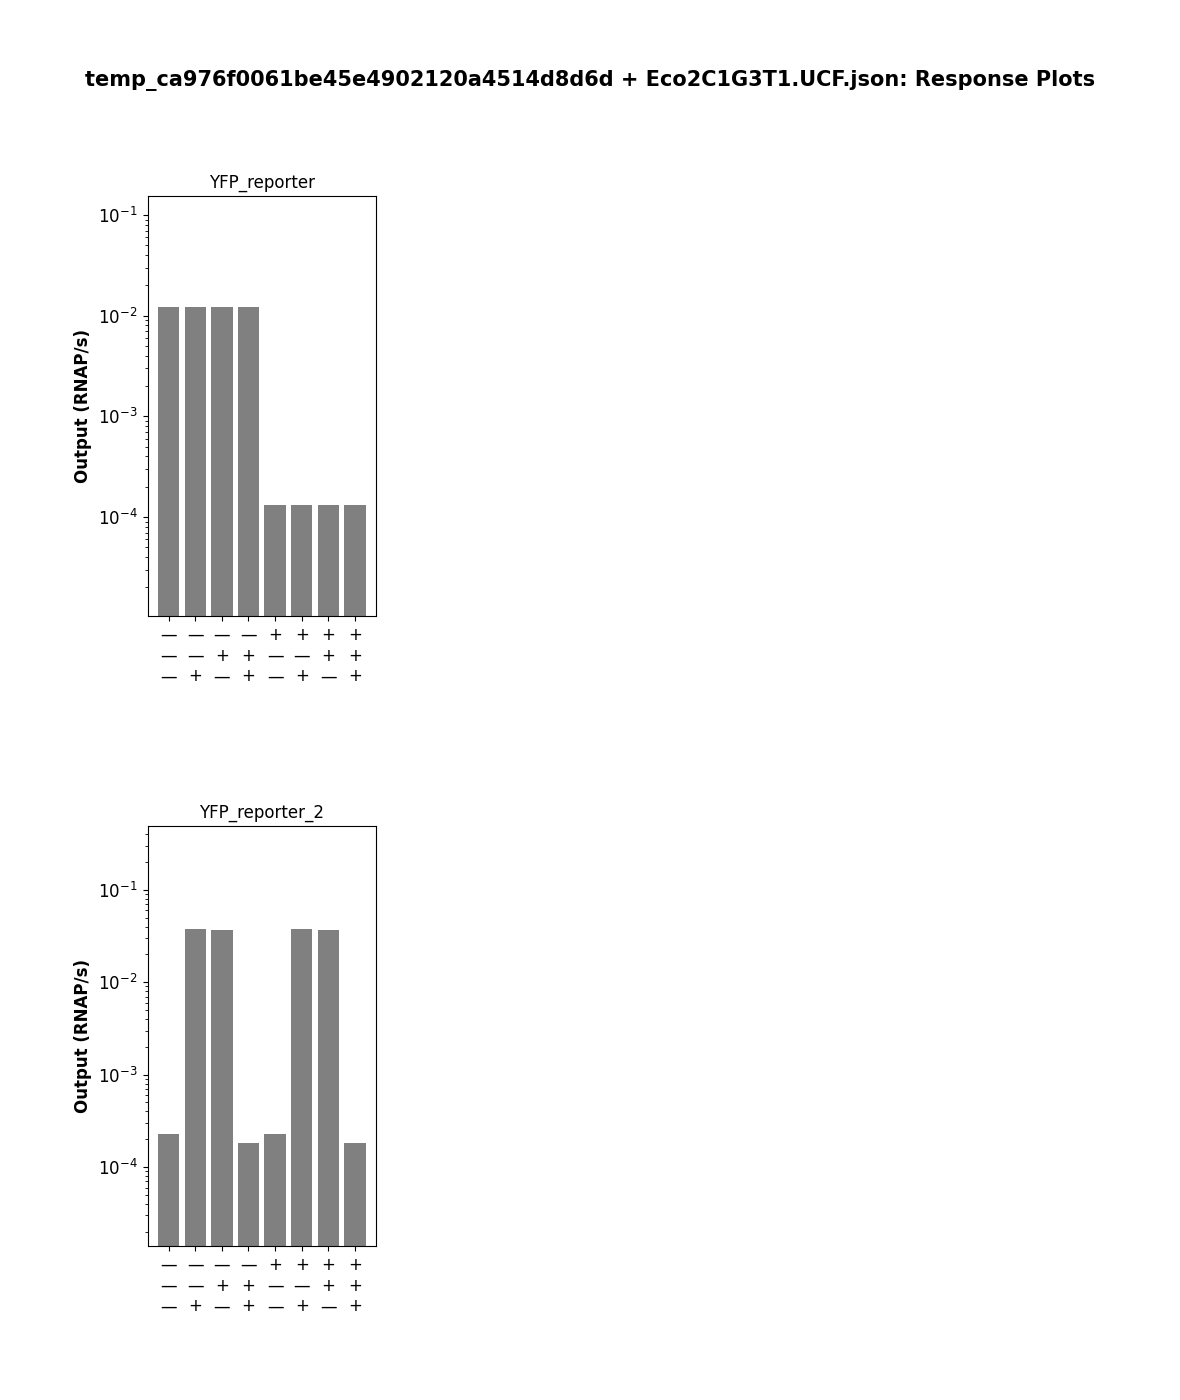 temp_ca976f0061be45e4902120a4514d8d6d + Eco2C1G3T1.UCF.json: Response Plots
YFP_reporter
Output (RNAP/s)
10⁻¹
10⁻²
10⁻³
10⁻⁴
— — — — + + + +
— — + + — — + +
— + — + — + — +
YFP_reporter_2
Output (RNAP/s)
10⁻¹
10⁻²
10⁻³
10⁻⁴
— — — — + + + +
— — + + — — + +
— + — + — + — +